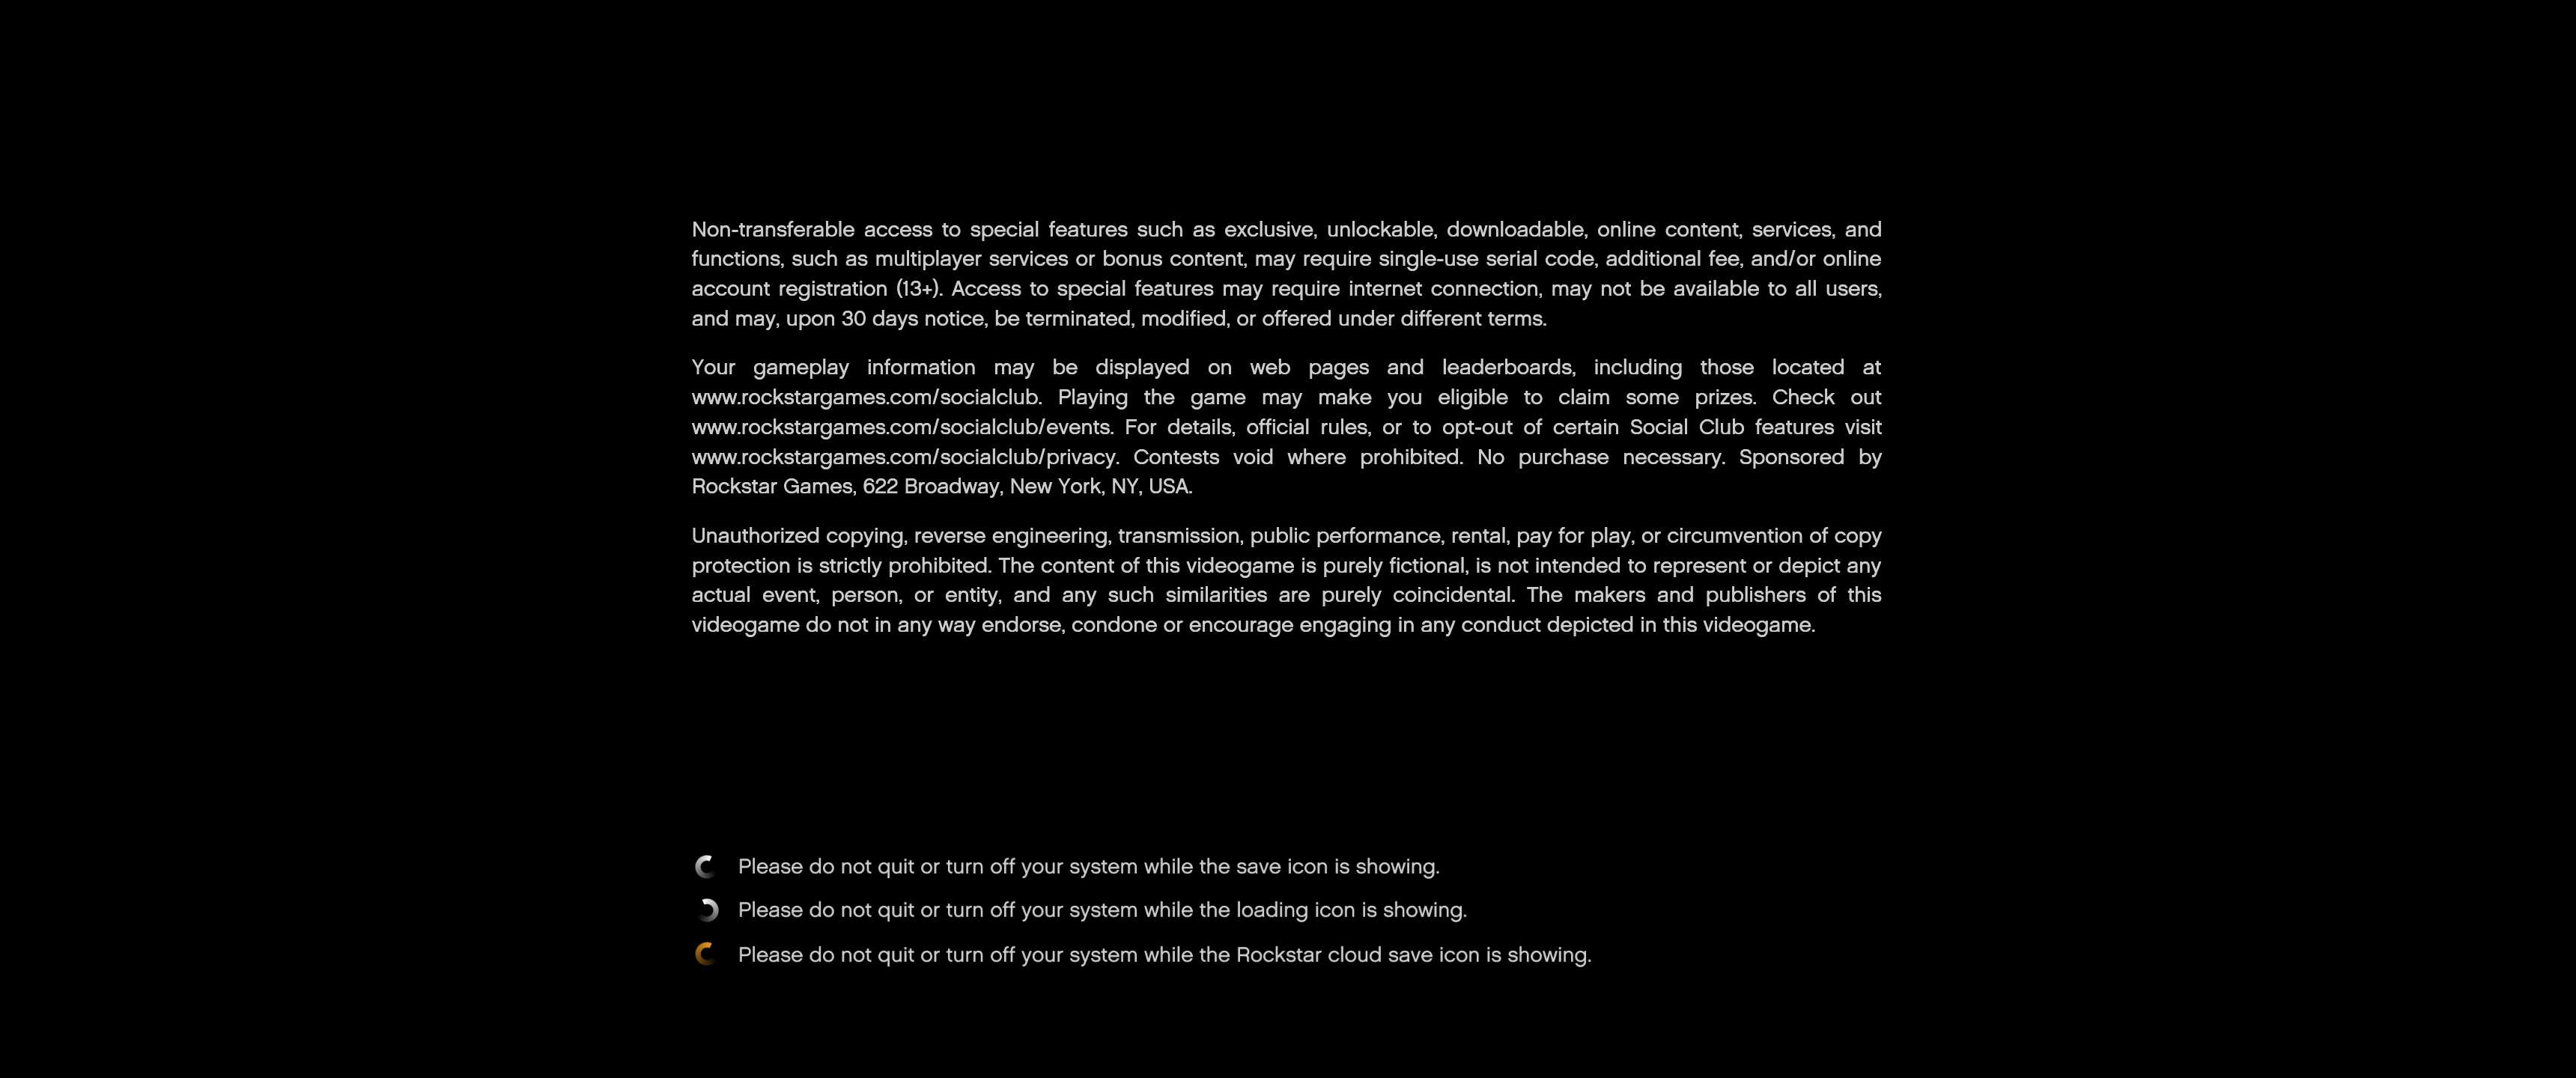 Non-transferable access to special features such as exclusive, unlockable, downloadable, online content, services, and
functions, such as multiplayer services or bonus content, may require single-use serial code, additional fee, and/or online
account registration (13+). Access to special features may require internet connection, may not be available to all users,
and may, upon 30 days notice, be terminated, modified, or offered under different terms.
Your gameplay information may be displayed on web pages and leaderboards, including those located at
www.rockstargames.com/socialclub. Playing the game may make you eligible to claim some prizes. Check out
www.rockstargames.com/socialclub/events. For details, official rules, or to opt-out of certain Social Club features visit
www.rockstargames.com/socialclub/privacy. Contests void where prohibited. No purchase necessary. Sponsored by
Rockstar Games, 622 Broadway, New York, NY, USA.
Unauthorized copying, reverse engineering, transmission, public performance, rental, pay for play, or circumvention of copy
protection is strictly prohibited. The content of this videogame is purely fictional, is not intended to represent or depict any
actual event, person, or entity, and any such similarities are purely coincidental. The makers and publishers of this
videogame do not in any way endorse, condone or encourage engaging in any conduct depicted in this videogame.
Please do not quit or turn off your system while the save icon is showing.
Please do not quit or turn off your system while the loading icon is showing.
Please do not quit or turn off your system while the Rockstar cloud save icon is showing.